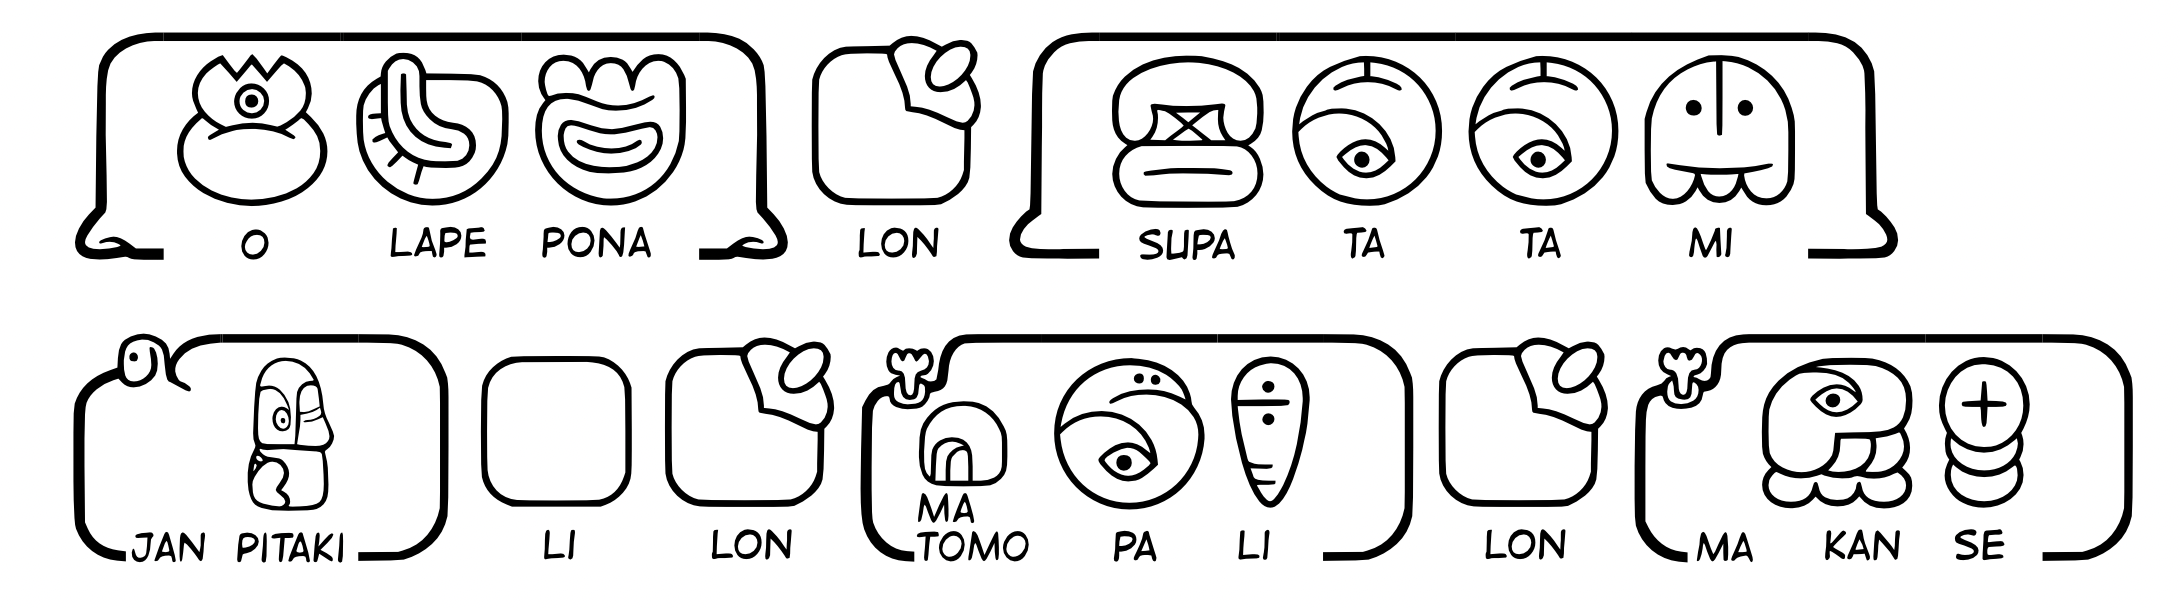 O LAPE PONA LON SUPA TA TA MI
JAN PITAKI LI LON MA TOMO PA LI LON MA KAN SE